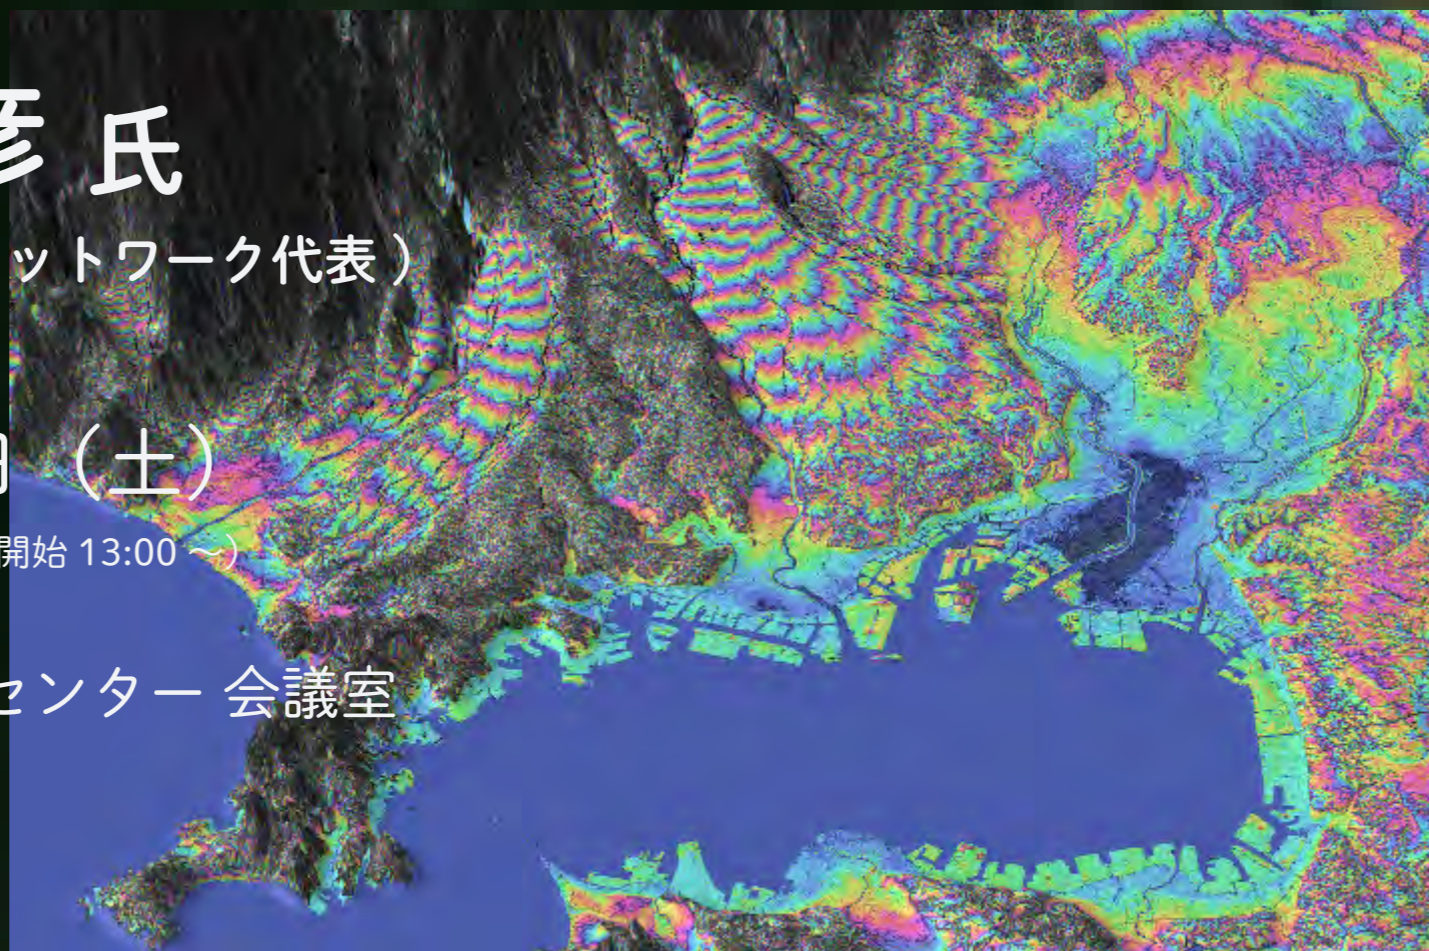 彦 氏
ットワーク代表 )
（土）
開始 13:00 ～)
センター 会議室